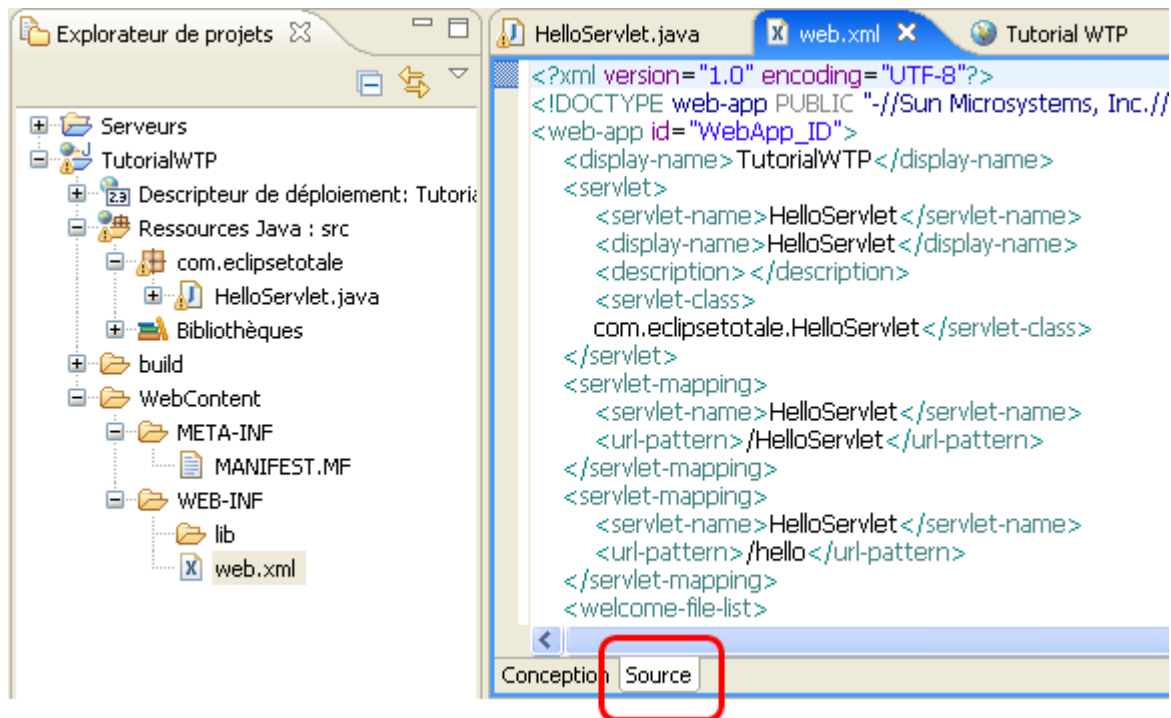 Explorateur de projets
Serveurs
TutorialWTP
2.3 Descripteur de déploiement: Tutoria
Ressources Java : src
com.eclipsetotale
HelloServlet.java
Bibliothèques
build
WebContent
META-INF
MANIFEST.MF
WEB-INF
lib
web.xml
HelloServlet.java web.xml Tutorial WTP
<?xml version="1.0" encoding="UTF-8"?>
<!DOCTYPE web-app PUBLIC "-//Sun Microsystems, Inc.//
<web-app id="WebApp_ID">
<display-name>TutorialWTP</display-name>
<servlet>
<servlet-name>HelloServlet</servlet-name>
<display-name>HelloServlet</display-name>
<description></description>
<servlet-class>
com.eclipsetotale.HelloServlet</servlet-class>
</servlet>
<servlet-mapping>
<servlet-name>HelloServlet</servlet-name>
<url-pattern>/HelloServlet</url-pattern>
</servlet-mapping>
<servlet-mapping>
<servlet-name>HelloServlet</servlet-name>
<url-pattern>/hello</url-pattern>
</servlet-mapping>
<welcome-file-list>
Conception Source